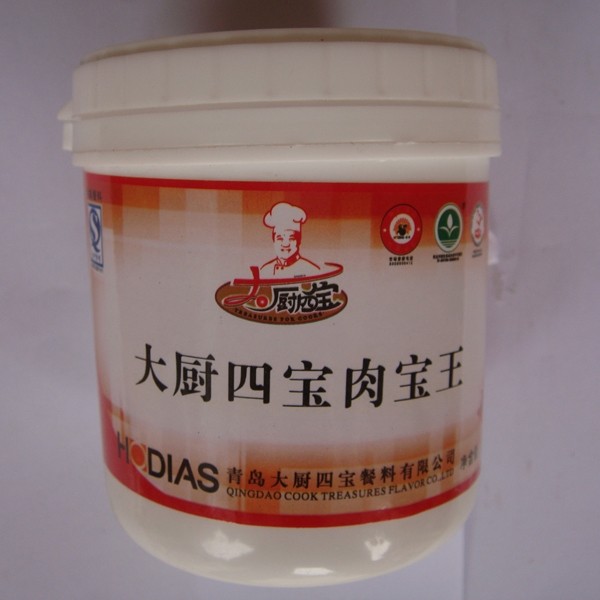 大厨四宝
TREASURES FOR COOKS
大厨四宝肉宝王
HODIAS
青岛大厨四宝餐料有限公司
QINGDAO COOK TREASURES FLAVOR CO.,LTD